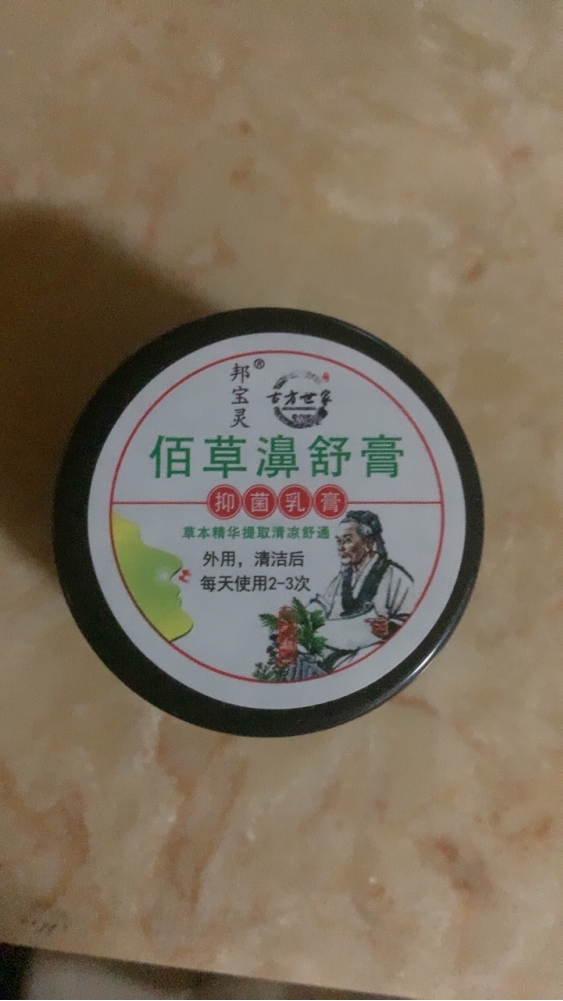 邦宝灵®
古方世家
佰草濞舒膏
抑菌乳膏
草本精华提取清凉舒通
外用，清洁后
每天使用2-3次